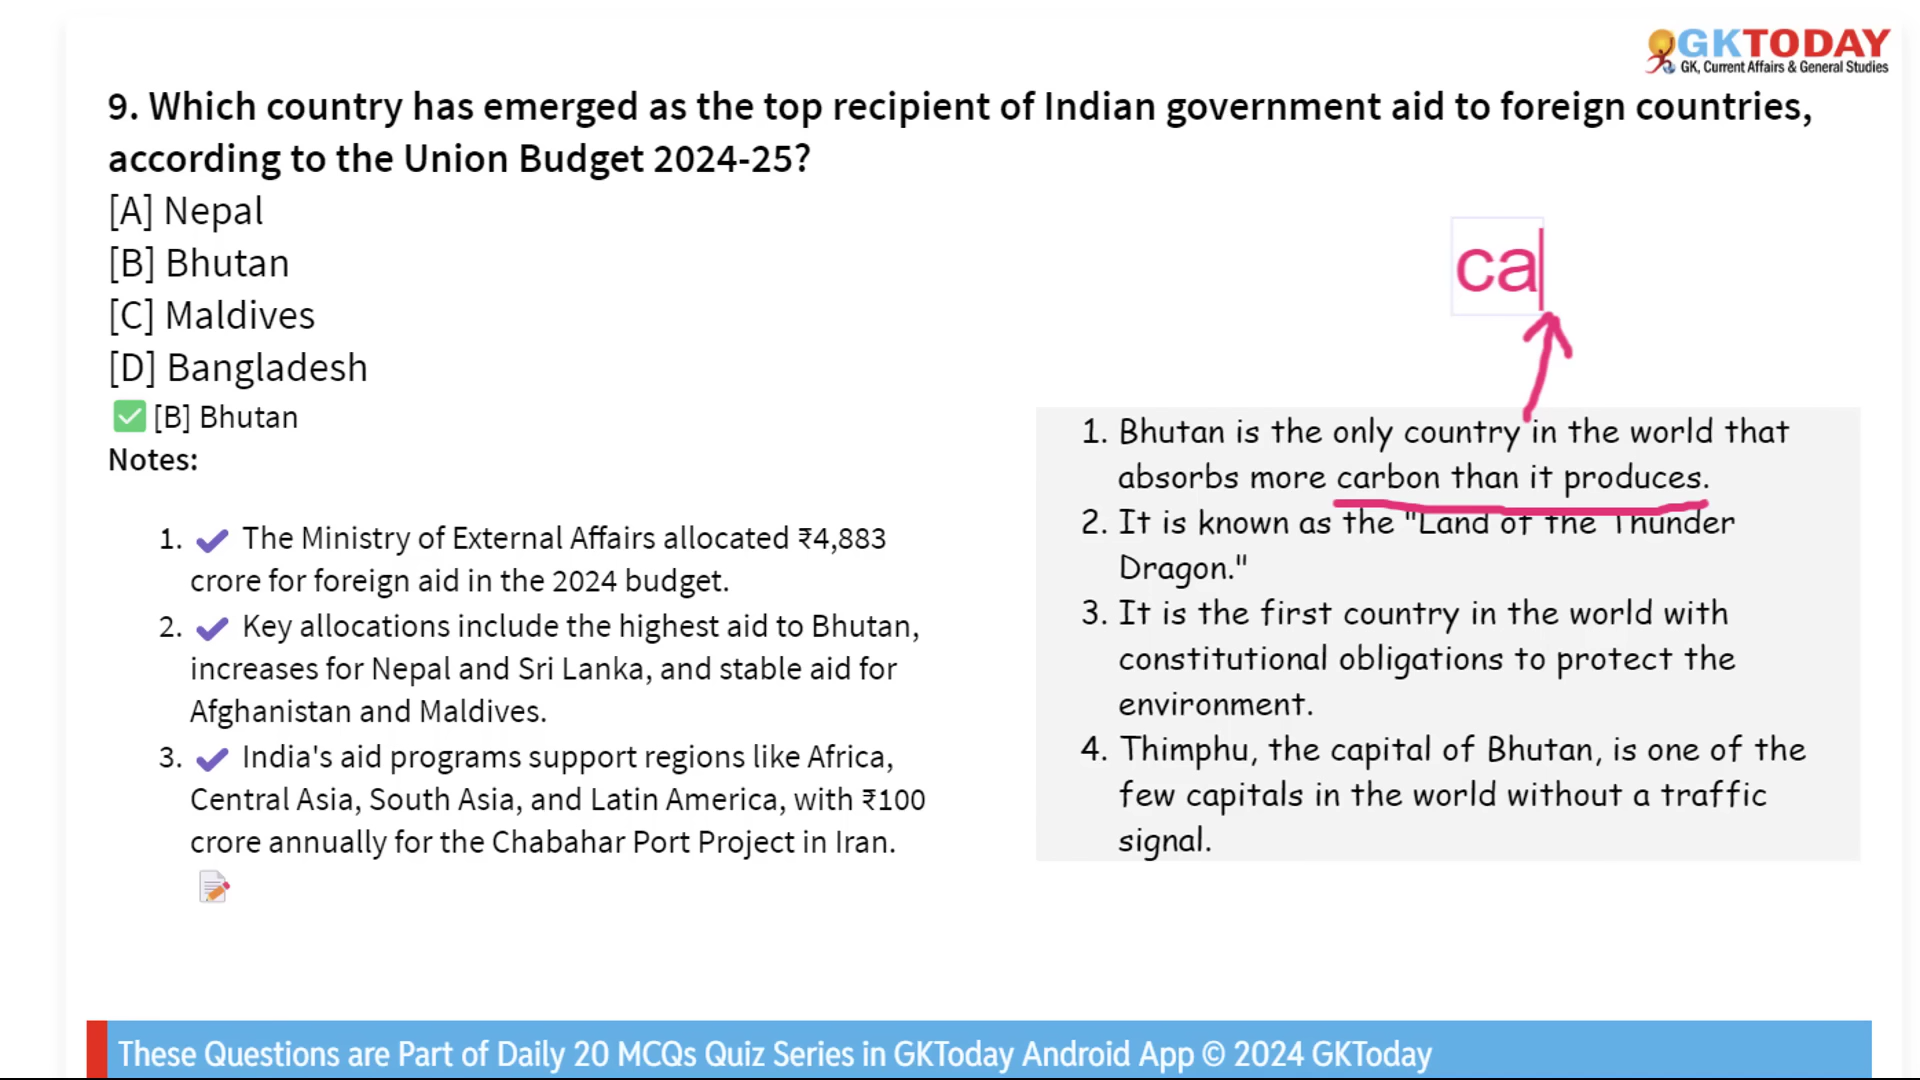 GKTODAY
GK, Current Affairs & General Studies
9. Which country has emerged as the top recipient of Indian government aid to foreign countries,
according to the Union Budget 2024-25?
[A] Nepal
[B] Bhutan
[C] Maldives
[D] Bangladesh
[B] Bhutan
Notes:
1. ✔ The Ministry of External Affairs allocated ₹4,883
crore for foreign aid in the 2024 budget.
2. ✔ Key allocations include the highest aid to Bhutan,
increases for Nepal and Sri Lanka, and stable aid for
Afghanistan and Maldives.
3. ✔ India's aid programs support regions like Africa,
Central Asia, South Asia, and Latin America, with ₹100
crore annually for the Chabahar Port Project in Iran.
ca
1. Bhutan is the only country in the world that
absorbs more carbon than it produces.
2. It is known as the "Land of the Thunder
Dragon."
3. It is the first country in the world with
constitutional obligations to protect the
environment.
4. Thimphu, the capital of Bhutan, is one of the
few capitals in the world without a traffic
signal.
These Questions are Part of Daily 20 MCQs Quiz Series in GKToday Android App © 2024 GKToday